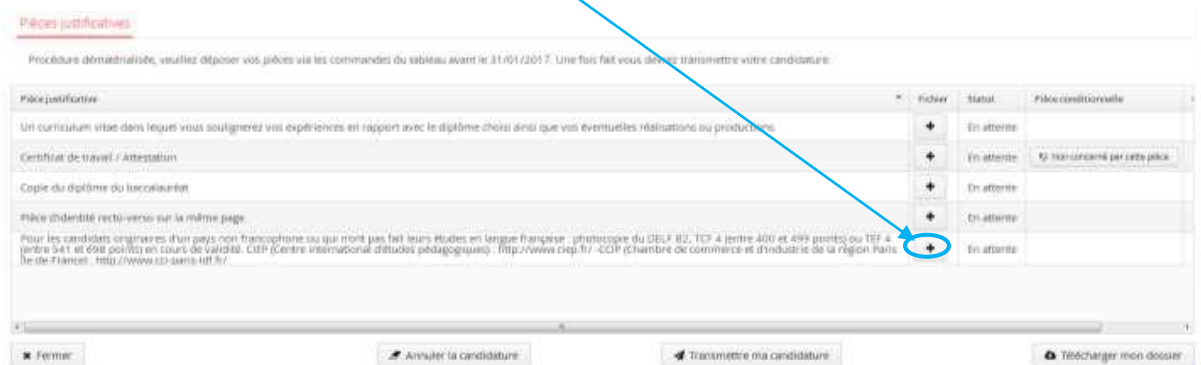 Pièces justificatives
Procédure dématérialisée, veuillez déposer vos pièces via les commandes du tableau avant le 31/01/2017. Une fois fait vous devrez transmettre votre candidature.
Pièce justificative Fichier Statut Pièce conditionnelle
Un curriculum vitae dans lequel vous soulignerez vos expériences en rapport avec le diplôme choisi ainsi que vos éventuelles réalisations ou productions. + En attente
Certificat de travail / Attestation + En attente Non concerné par cette pièce
Copie du diplôme du baccalauréat + En attente
Pièce d'identité recto-verso sur la même page + En attente
Pour les candidats originaires d'un pays non francophone ou qui n'ont pas fait leurs études en langue française : photocopie du DELF B2, TCF 4 (entre 400 et 499 points) ou TEF 4
(entre 541 et 698 points) en cours de validité. CIEP (Centre international d'études pédagogiques) : http://www.ciep.fr/ -CCIP (Chambre de commerce et d'industrie de la région Paris + En attente
Île-de-France) : http://www.cci-paris-idf.fr/
Fermer Annuler la candidature Transmettre ma candidature Télécharger mon dossier